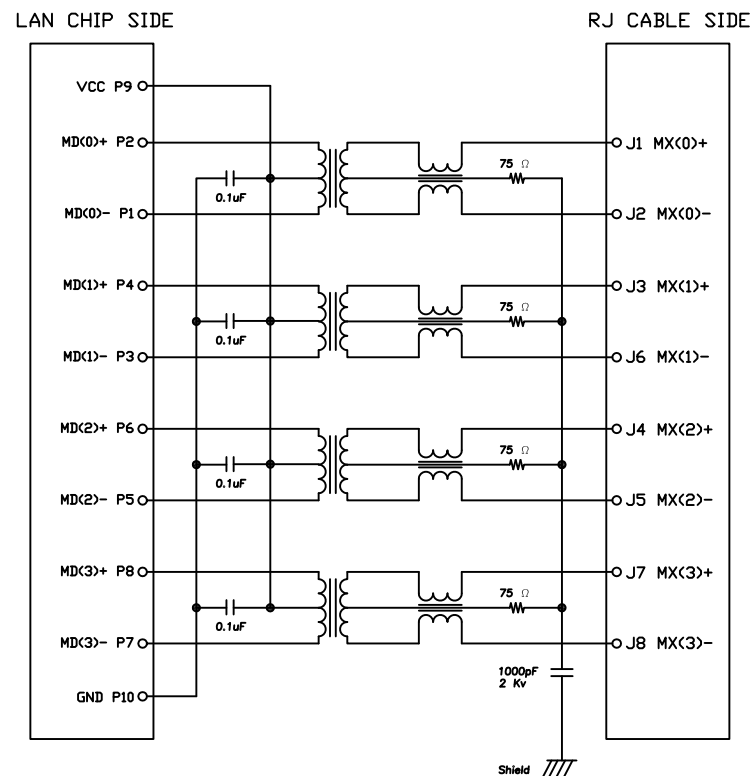 LAN CHIP SIDE
RJ CABLE SIDE
VCC P9
MD(0)+ P2
75 Ω
J1 MX(0)+
0.1uF
MD(0)- P1
J2 MX(0)-
MD(1)+ P4
75 Ω
J3 MX(1)+
0.1uF
MD(1)- P3
J6 MX(1)-
MD(2)+ P6
75 Ω
J4 MX(2)+
0.1uF
MD(2)- P5
J5 MX(2)-
MD(3)+ P8
75 Ω
J7 MX(3)+
0.1uF
MD(3)- P7
J8 MX(3)-
1000pF
2 Kv
GND P10
Shield